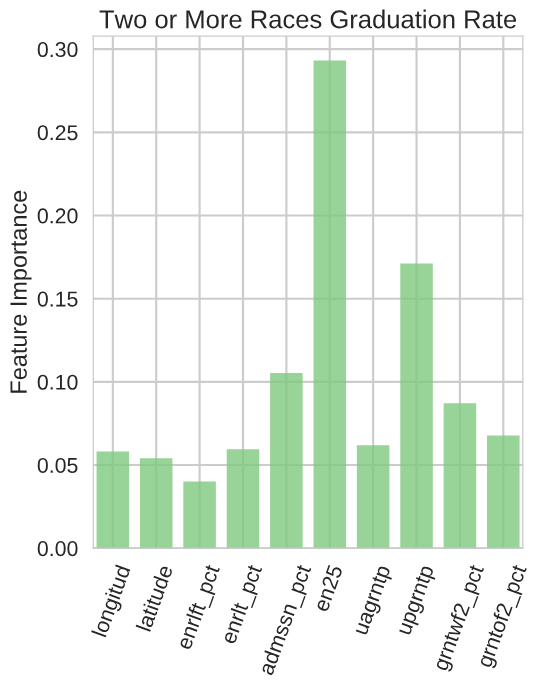 Two or More Races Graduation Rate
Feature Importance
0.30
0.25
0.20
0.15
0.10
0.05
0.00
longitud
latitude
enrlft_pct
enrlt_pct
admssn_pct
en25
uagrntp
upgrntp
grntwf2_pct
grntof2_pct